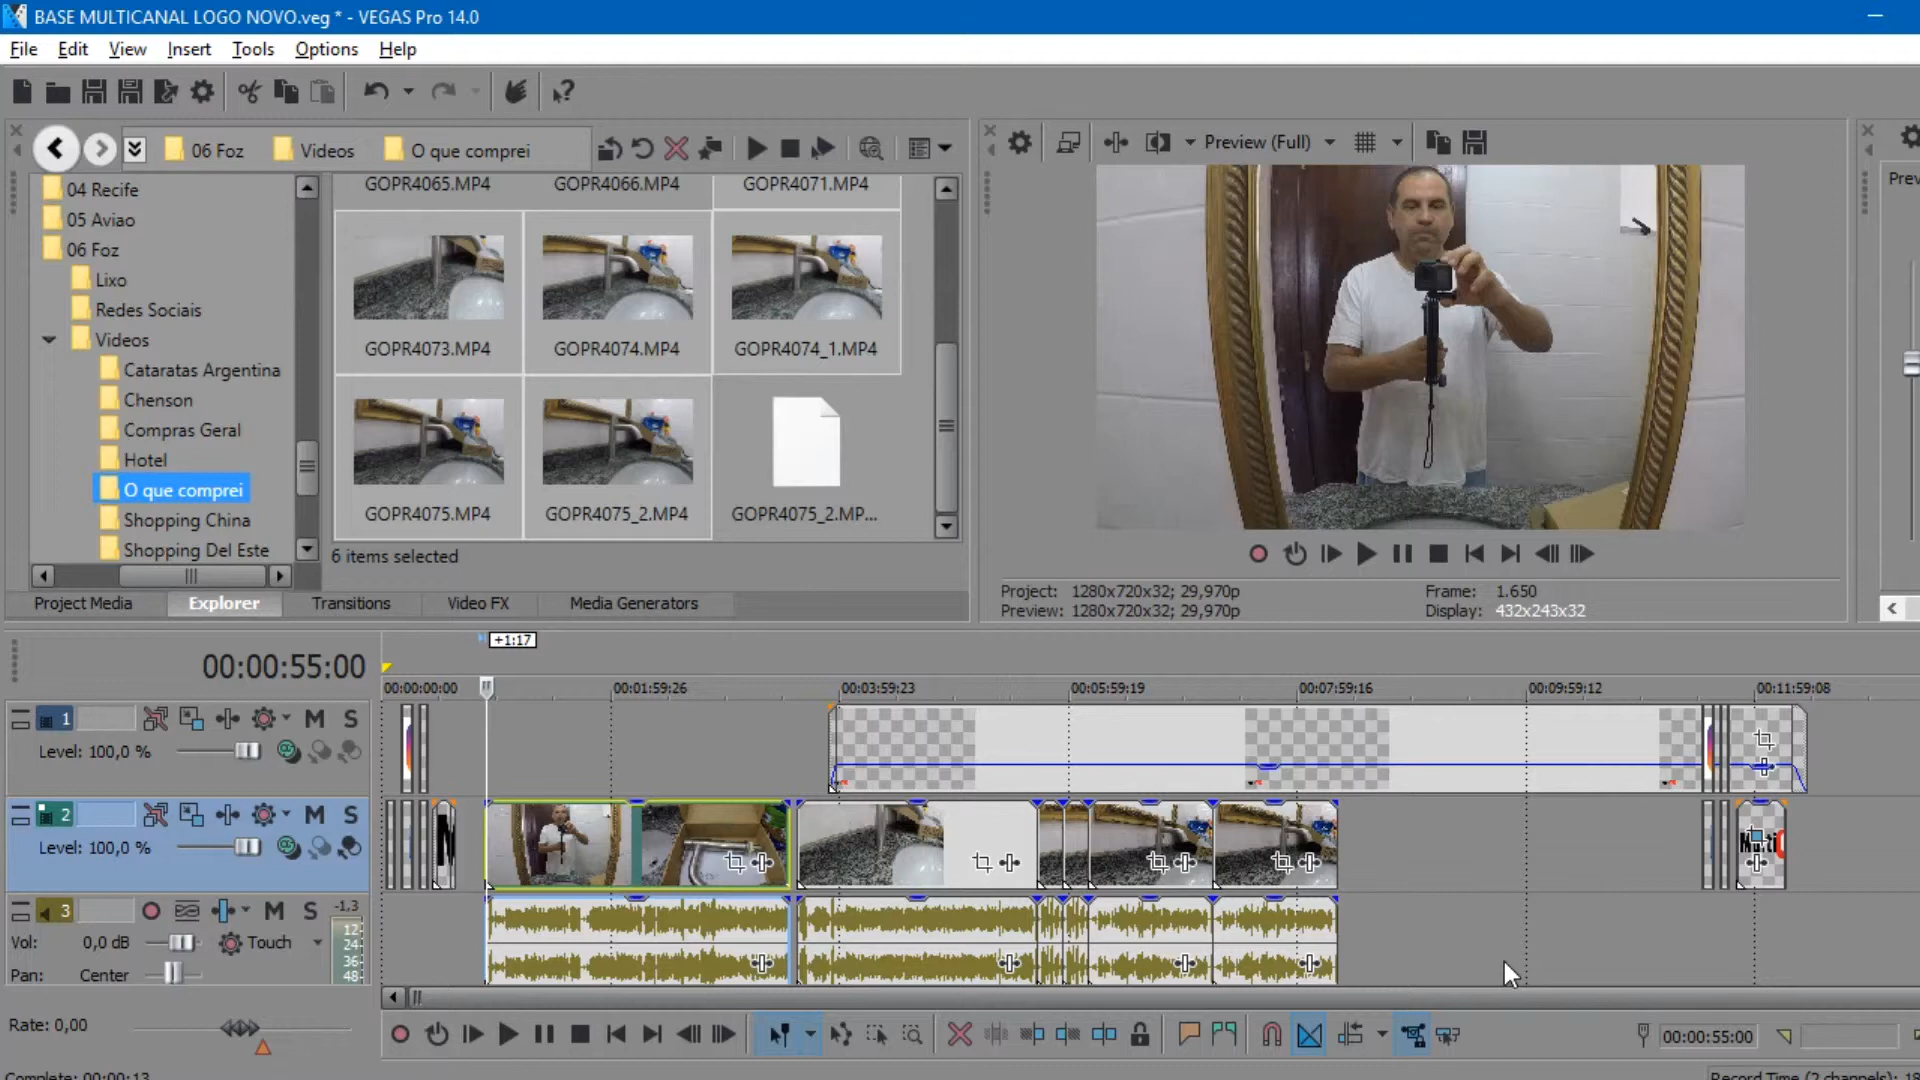 BASE MULTICANAL LOGO NOVO.veg * - VEGAS Pro 14.0
File Edit View Insert Tools Options Help
06 Foz Videos O que comprei
Preview (Full)
04 Recife
05 Aviao
06 Foz
Lixo
Redes Sociais
Videos
Cataratas Argentina
Chenson
Compras Geral
Hotel
O que comprei
Shopping China
Shopping Del Este
GOPR4065.MP4 GOPR4066.MP4 GOPR4071.MP4
GOPR4073.MP4 GOPR4074.MP4 GOPR4074_1.MP4
GOPR4075.MP4 GOPR4075_2.MP4 GOPR4075_2.MP...
6 items selected
Project Media Explorer Transitions Video FX Media Generators
Project: 1280x720x32; 29,970p
Preview: 1280x720x32; 29,970p
Frame: 1.650
Display: 432x243x32
+1:17
00:00:55:00
00:00:00:00 00:01:59:26 00:03:59:23 00:05:59:19 00:07:59:16 00:09:59:12 00:11:59:08
1 M S
Level: 100,0 %
2 M S
Level: 100,0 %
3 M S -1,3
Vol: 0,0 dB Touch
Pan: Center
12
24
36
48
Rate: 0,00
00:00:55:00
Complete: 00:00:13